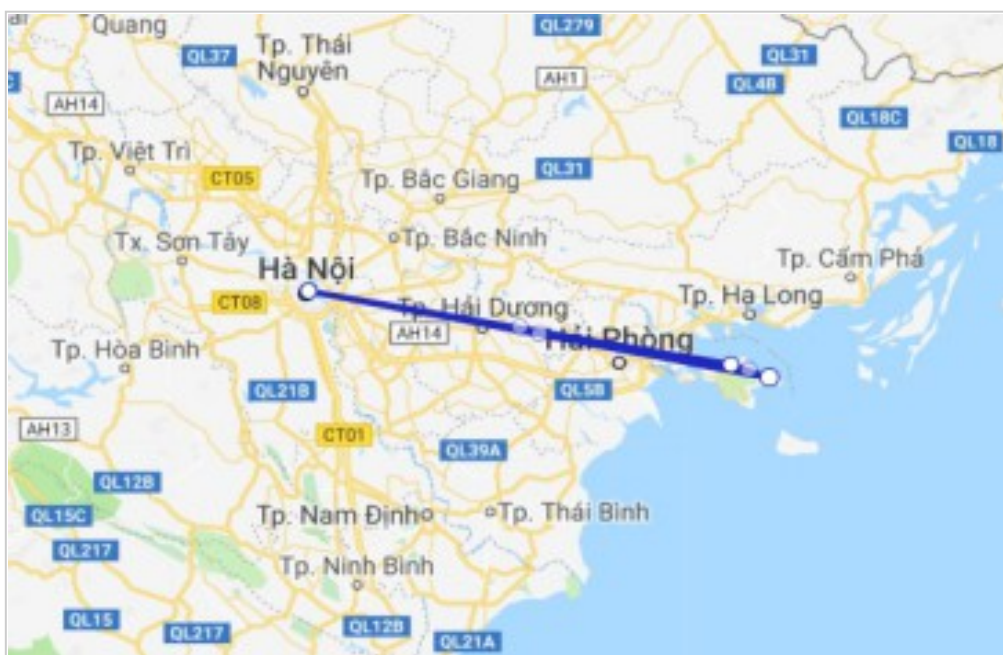 Quang
Tp. Thái
Nguyên
QL37
QL279
QL31
AH1
QL4B
AH14
QL18C
QL18
Tp. Việt Trì
CT05
Tp. Bắc Giang
QL31
Tx. Sơn Tây
Tp. Bắc Ninh
Hà Nội
Tp. Cẩm Phả
CT08
Tp. Hải Dương
Tp. Hạ Long
AH14
Hải Phòng
Tp. Hòa Bình
QL21B
QL5B
AH13
CT01
QL39A
QL12B
QL15C
Tp. Nam Định
Tp. Thái Bình
QL217
Tp. Ninh Bình
QL15
QL217
QL12B
QL21A